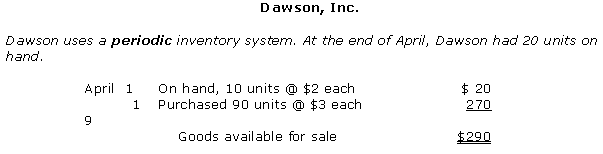 Dawson, Inc.
Dawson uses a periodic inventory system. At the end of April, Dawson had 20 units on
hand.
April 1 On hand, 10 units @ $2 each $ 20
1 Purchased 90 units @ $3 each 270
9
Goods available for sale $290